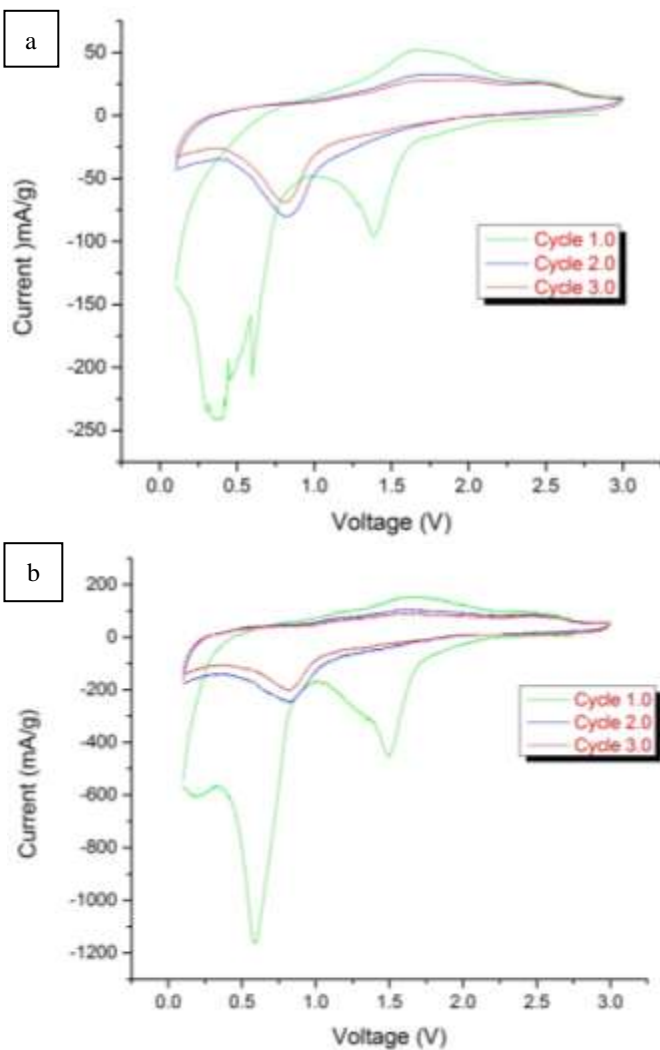 a
50
0
-50
-100
-150
-200
-250
Current )mA/g)
Cycle 1.0
Cycle 2.0
Cycle 3.0
0.0 0.5 1.0 1.5 2.0 2.5 3.0
Voltage (V)
b
200
0
-200
-400
-600
-800
-1000
-1200
Current (mA/g)
Cycle 1.0
Cycle 2.0
Cycle 3.0
0.0 0.5 1.0 1.5 2.0 2.5 3.0
Voltage (V)